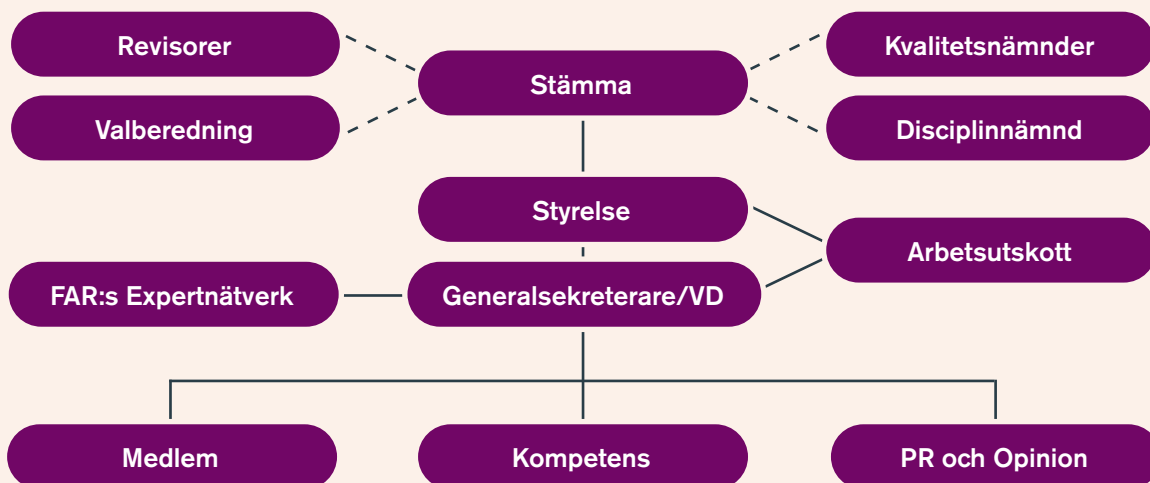 Revisorer
Kvalitetsnämnder
Stämma
Valberedning
Disciplinnämnd
Styrelse
Arbetsutskott
FAR:s Expertnätverk
Generalsekreterare/VD
Medlem
Kompetens
PR och Opinion